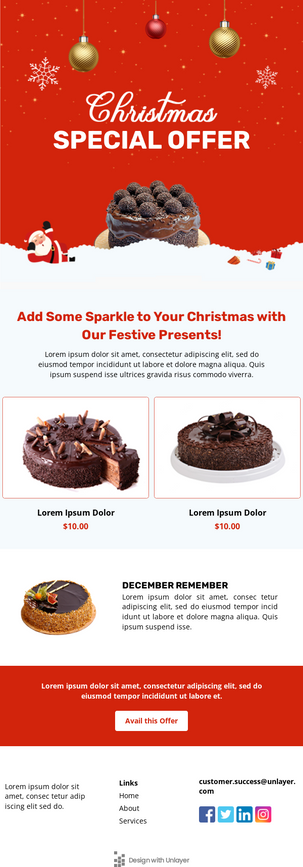 Christmas
SPECIAL OFFER
Add Some Sparkle to Your Christmas with
Our Festive Presents!
Lorem ipsum dolor sit amet, consectetur adipiscing elit, sed do
eiusmod tempor incididunt ut labore et dolore magna aliqua. Quis
ipsum suspend isse ultrices gravida risus commodo viverra.
Lorem Ipsum Dolor
$10.00
Lorem Ipsum Dolor
$10.00
DECEMBER REMEMBER
Lorem ipsum dolor sit amet, consec tetur
adipiscing elit, sed do eiusmod tempor incid
idunt ut labore et dolore magna aliqua. Quis
ipsum suspend isse.
Lorem ipsum dolor sit amet, consectetur adipiscing elit, sed do
eiusmod tempor incididunt ut labore et.
Avail this Offer
Lorem ipsum dolor sit
amet, consec tetur adip
iscing elit sed do.
Links
Home
About
Services
customer.success@unlayer.
com
Design with Unlayer